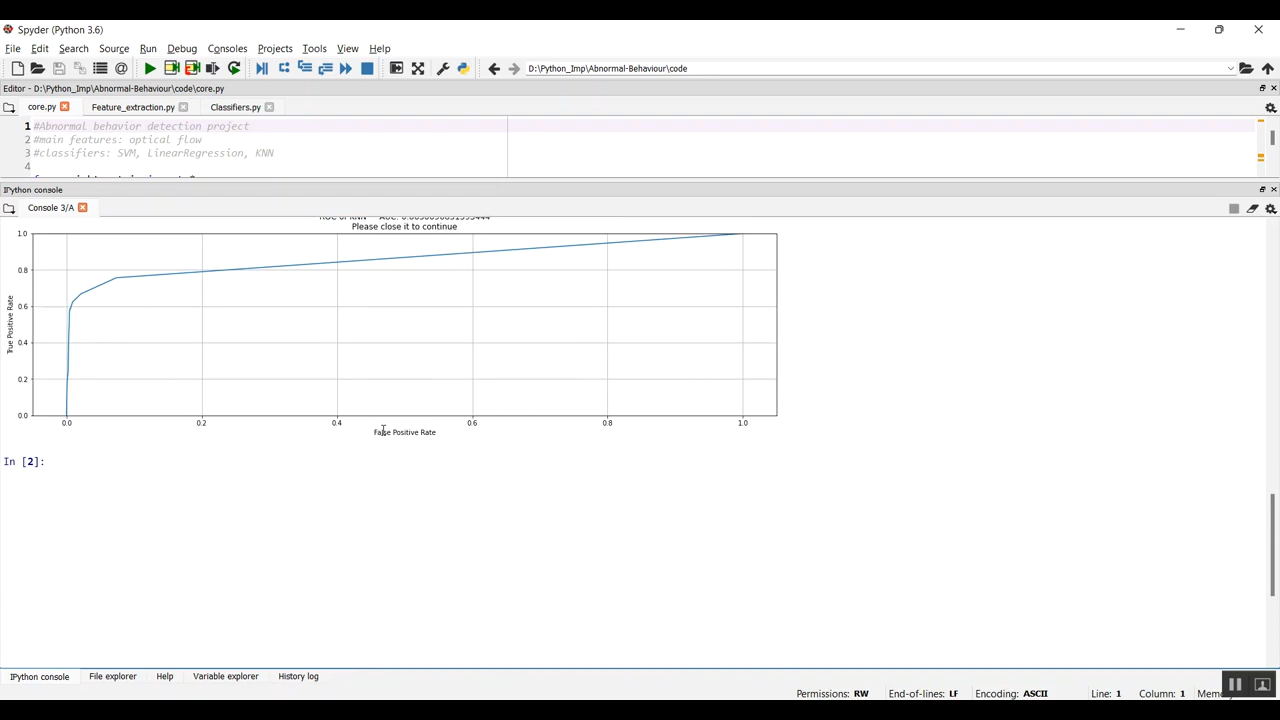 Spyder (Python 3.6)
File Edit Search Source Run Debug Consoles Projects Tools View Help
D:\Python_Imp\Abnormal-Behaviour\code
Editor - D:\Python_Imp\Abnormal-Behaviour\code\core.py
core.py Feature_extraction.py Classifiers.py
1 #Abnormal behavior detection project
2 #main features: optical flow
3 #classifiers: SVM, LinearRegression, KNN
4
IPython console
Console 3/A
Please close it to continue
1.0
0.8
0.6
0.4
0.2
0.0
True Positive Rate
0.0 0.2 0.4 0.6 0.8 1.0
False Positive Rate
In [2]:
IPython console File explorer Help Variable explorer History log
Permissions: RW End-of-lines: LF Encoding: ASCII Line: 1 Column: 1